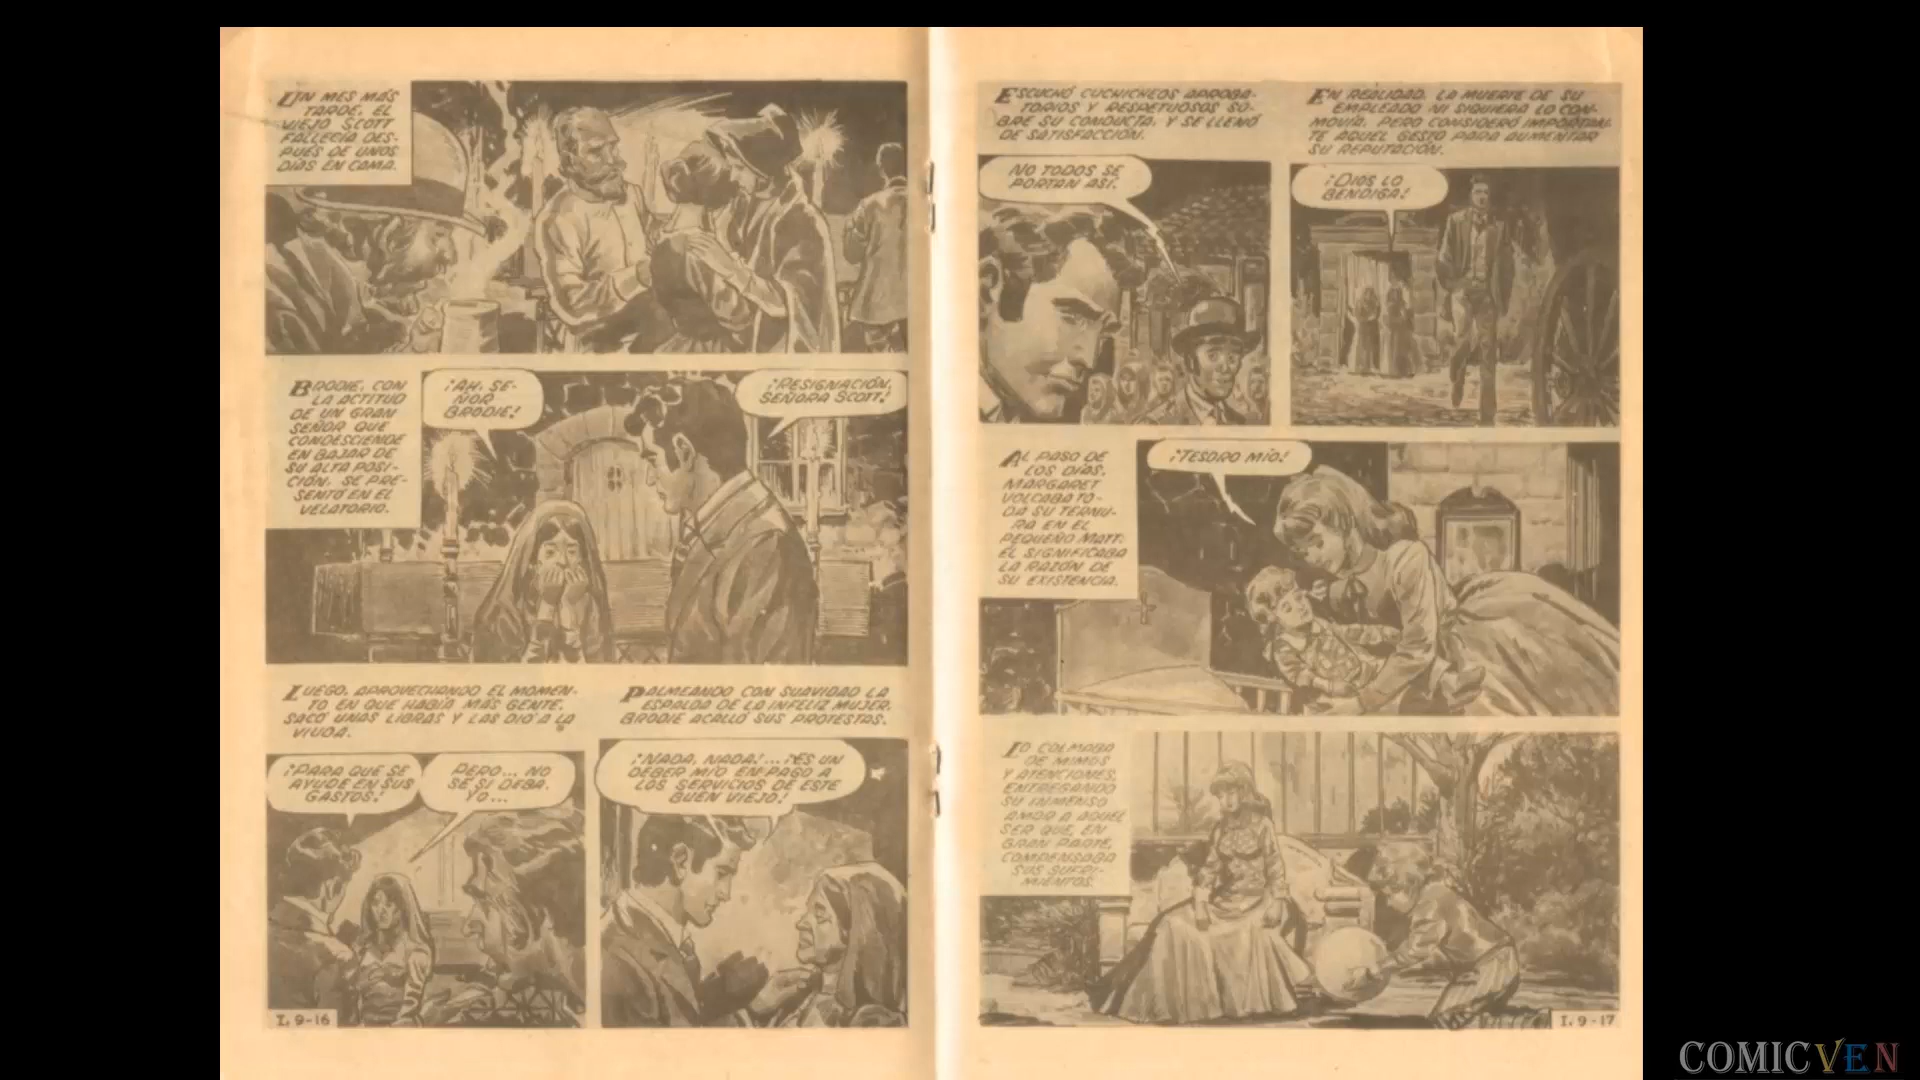 UN MES MÁS
TARDE, EL
VIEJO SCOTT
FALLECÍA DES-
PUÉS DE UNOS
DÍAS EN CAMA.
BRODIE, CON
LA ACTITUD
DE UN GRAN
SEÑOR QUE
CONDESCIENDE
EN BAJAR DE
SU ALTA POSI-
CIÓN, SE PRE-
SENTÓ EN EL
VELATORIO.
¡AH, SE-
ÑOR
BRODIE!
¡RESIGNACIÓN,
SEÑORA SCOTT!
LUEGO, APROVECHANDO EL MOMEN-
TO EN QUE HABÍA MÁS GENTE,
SACÓ UNAS LIBRAS Y LAS DIO A LA
VIUDA.
¡PARA QUE SE
AYUDE EN SUS
GASTOS!
PERO... NO
SÉ SI DEBA.
YO...
PALMEANDO CON SUAVIDAD LA
ESPALDA DE LA INFELIZ MUJER,
BRODIE ACALLÓ SUS PROTESTAS.
¡NADA, NADA!... ¡ES UN
DEBER MÍO EN PAGO A
LOS SERVICIOS DE ESTE
BUEN VIEJO!
I. 9-16
ESCUCHÓ CUCHICHEOS APROBA-
TORIOS Y RESPETUOSOS SO-
BRE SU CONDUCTA, Y SE LLENÓ
DE SATISFACCIÓN.
NO TODOS SE
PORTAN ASÍ.
EN REALIDAD, LA MUERTE DE SU
EMPLEADO NI SIQUIERA LO CON-
MOVÍA, PERO CONSIDERÓ IMPORTAN-
TE AQUEL GESTO PARA AUMENTAR
SU REPUTACIÓN.
¡DIOS LO
BENDIGA!
AL PASO DE
LOS DÍAS,
MARGARET
VOLCABA TO-
DA SU TERNU-
RA EN EL
PEQUEÑO MATT:
ÉL SIGNIFICABA
LA RAZÓN DE
SU EXISTENCIA.
¡TESORO MÍO!
LO COLMABA
DE MIMOS
Y ATENCIONES,
ENTREGANDO
SU INMENSO
AMOR A AQUEL
SER QUE, EN
GRAN PARTE,
COMPENSABA
SUS SUFRI-
MIENTOS.
I. 9-17
COMICVEN